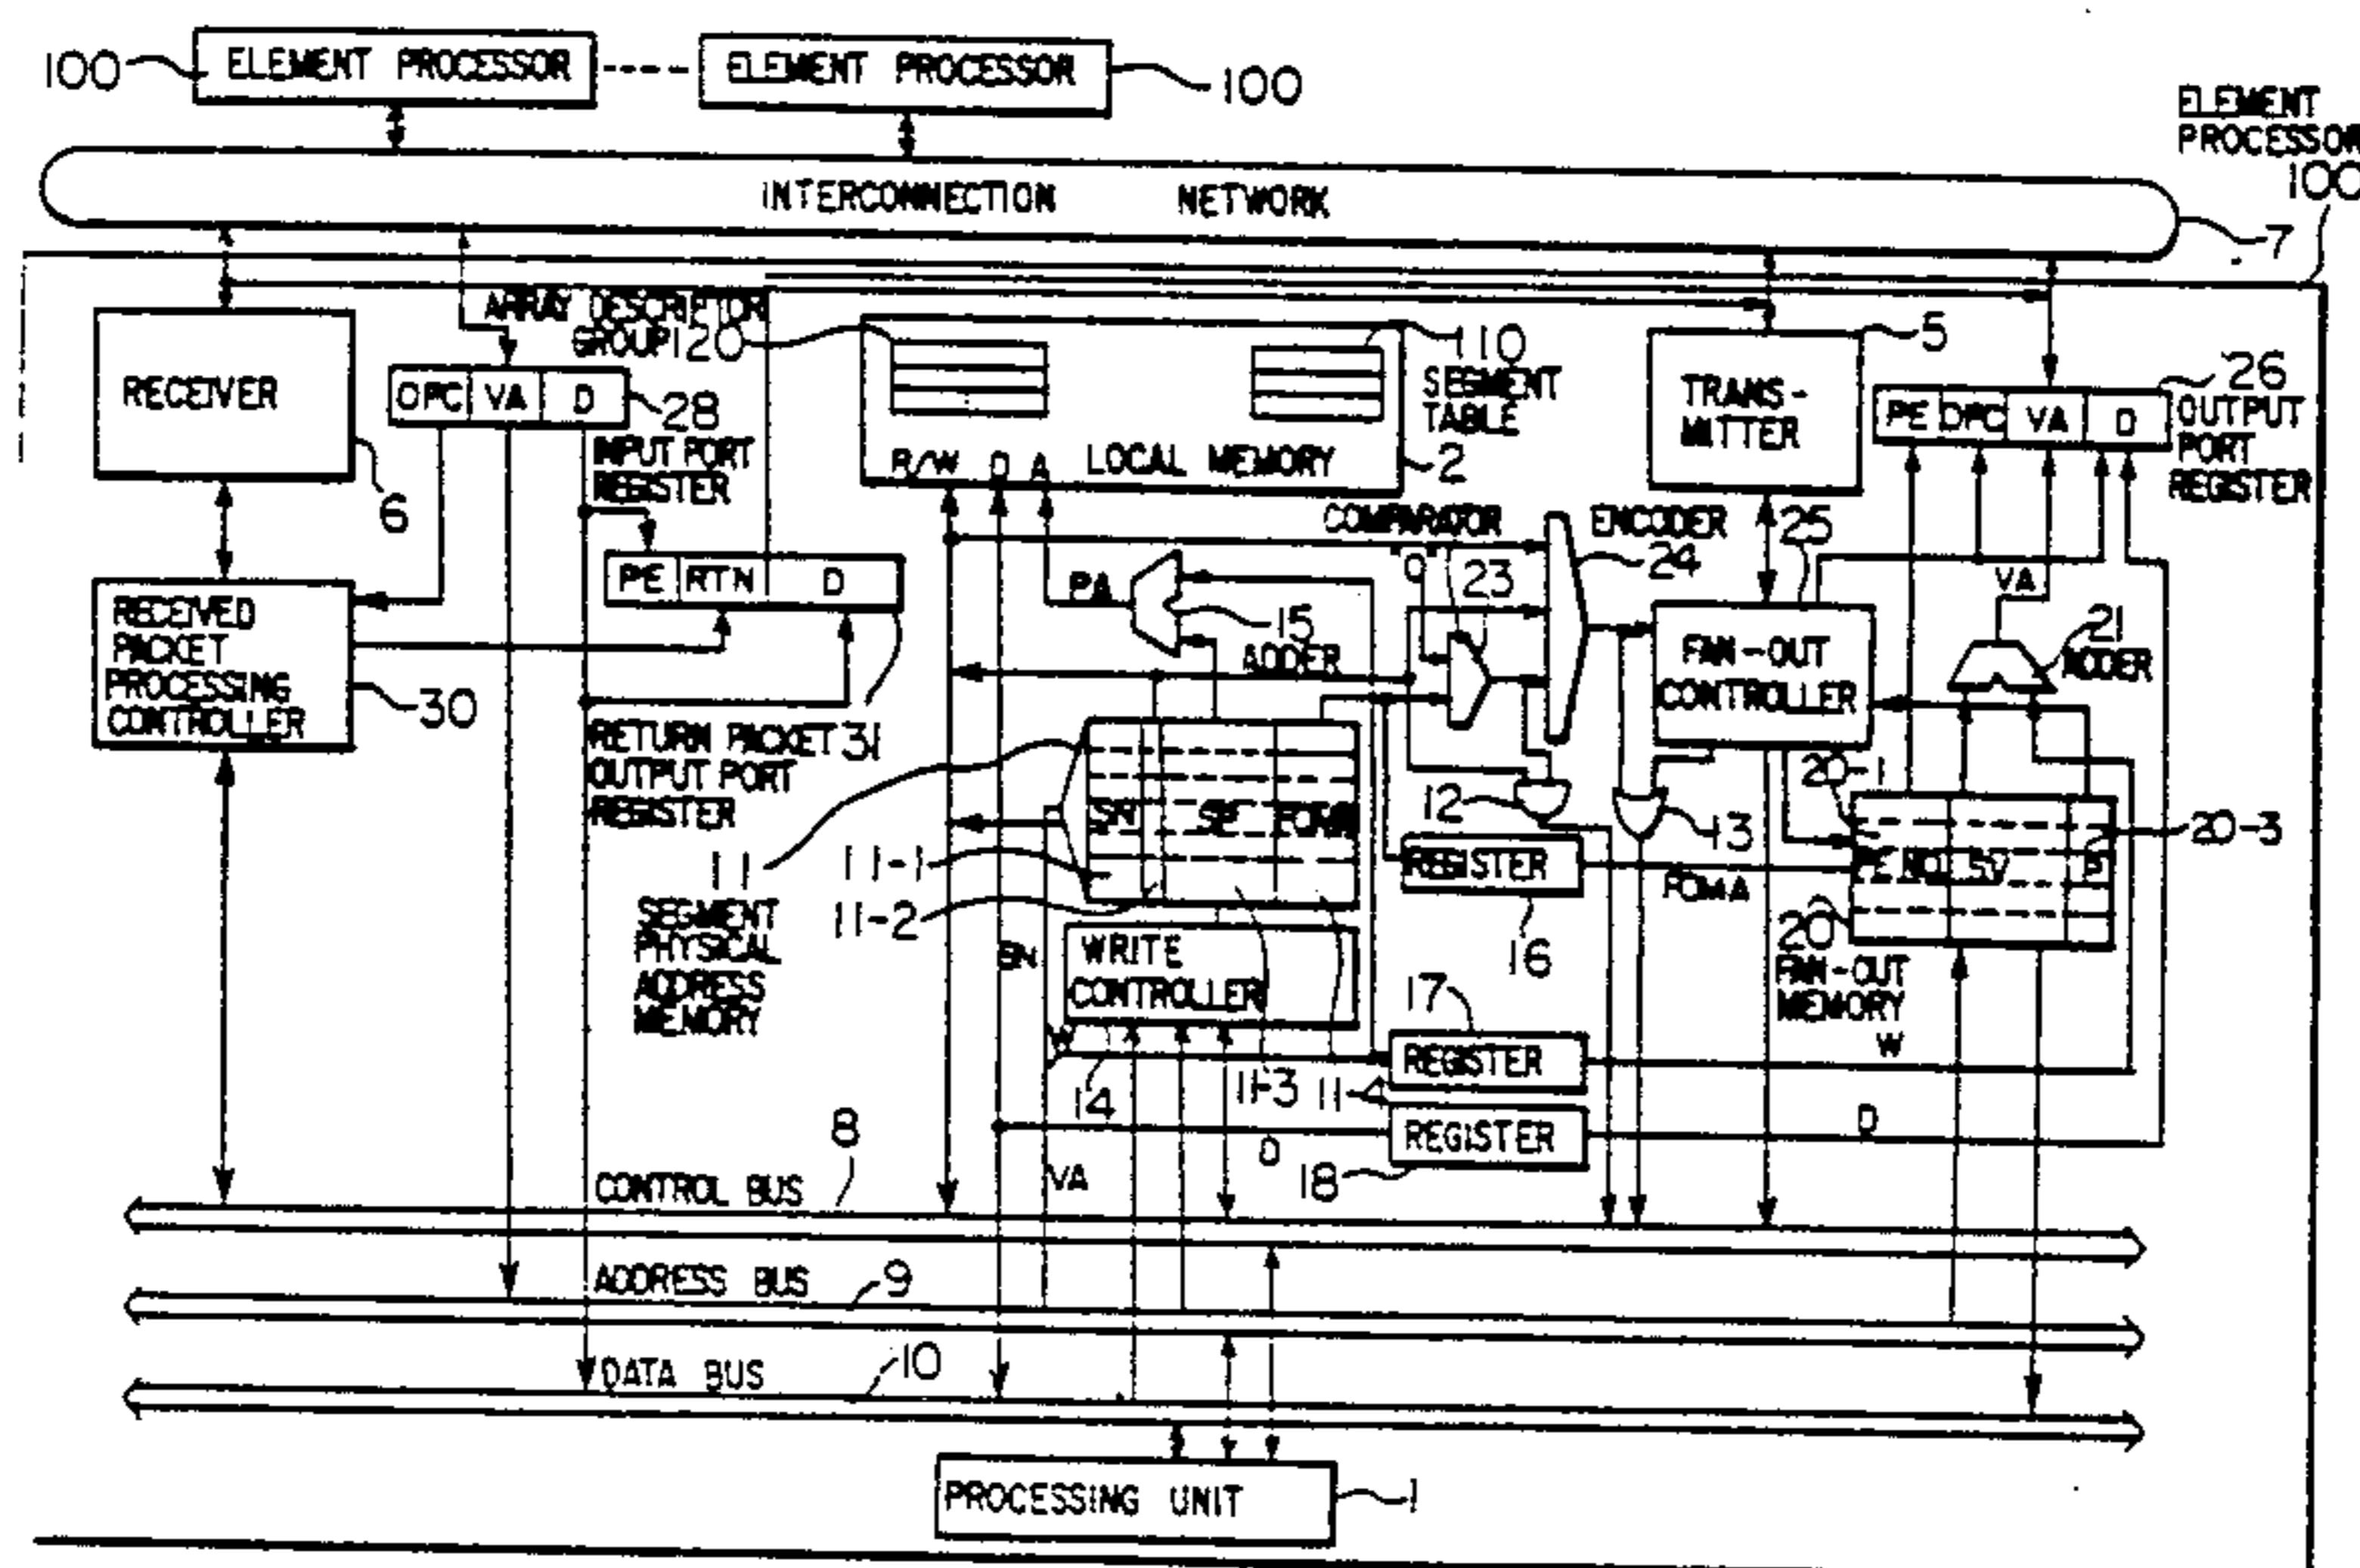 100
ELEMENT PROCESSOR
ELEMENT PROCESSOR
100
ELEMENT
PROCESSOR
100
INTERCONNECTION NETWORK
7
ARRAY DESCRIPTOR
GROUP 120
110
SEGMENT
TABLE
5
RECEIVER
6
OPC VA D
28
INPUT PORT
REGISTER
R/W D A LOCAL MEMORY
2
TRANS-
MITTER
26
OUTPUT
PORT
REGISTER
PE OPC VA D
COMPARATOR
ENCODER
25
24
"0"
23
PE RTN D
PA
15
ADDER
VA
21
ADDER
RECEIVED
PACKET
PROCESSING
CONTROLLER
30
FAN-OUT
CONTROLLER
RETURN PACKET 31
OUTPUT PORT
REGISTER
SN SP
12
13
20-1
20-3
11
11-1
11-2
REGISTER
16
FOMA
PE NO. SV P
20
FAN-OUT
MEMORY
SEGMENT
PHYSICAL
ADDRESS
MEMORY
SN
WRITE
CONTROLLER
17
REGISTER
W
W
14
11-3
11-4
REGISTER
18
D
D
VA
CONTROL BUS
8
ADDRESS BUS
9
DATA BUS
10
PROCESSING UNIT
1